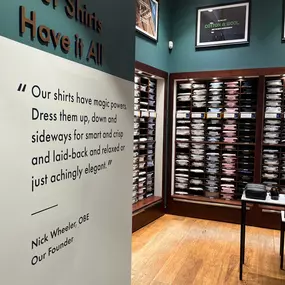 Shirts
Have it All
"Our shirts have magic powers.
Dress them up, down and
sideways for smart and crisp
and laid-back and relaxed or
just achingly elegant."
Nick Wheeler, OBE
Our Founder